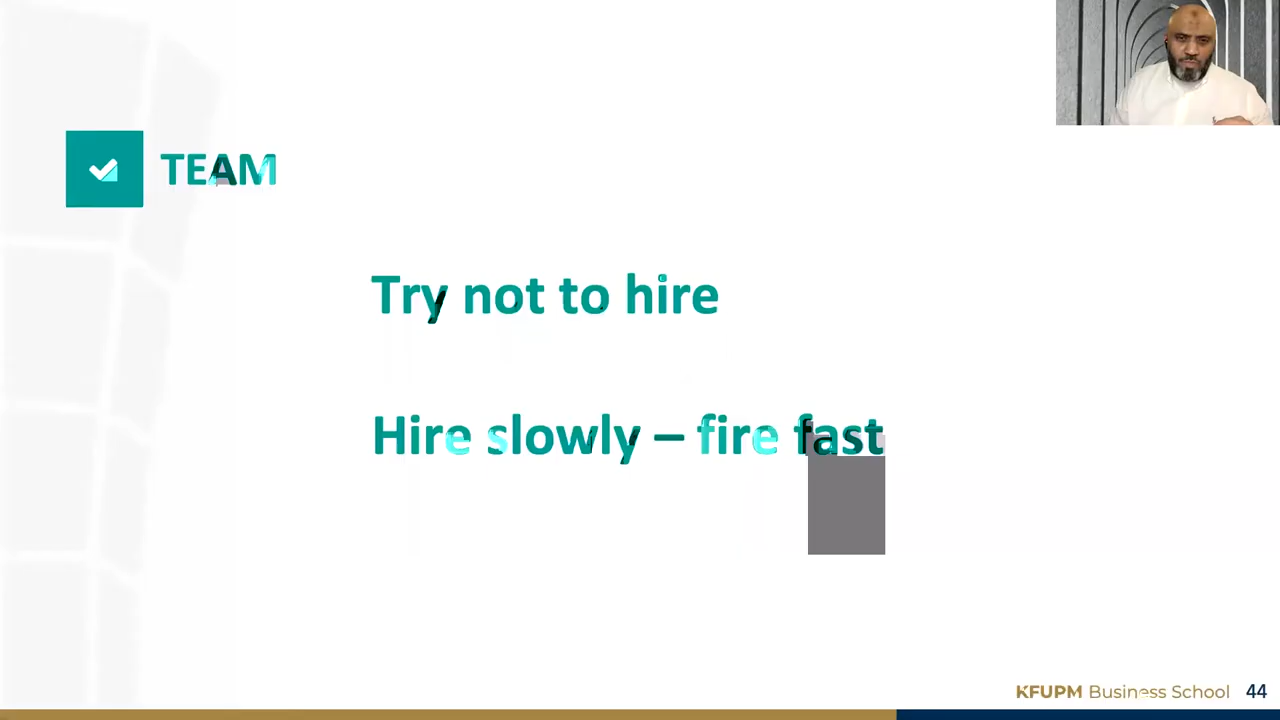 TEAM
Try not to hire
Hire slowly – fire fast
KFUPM Business School 44